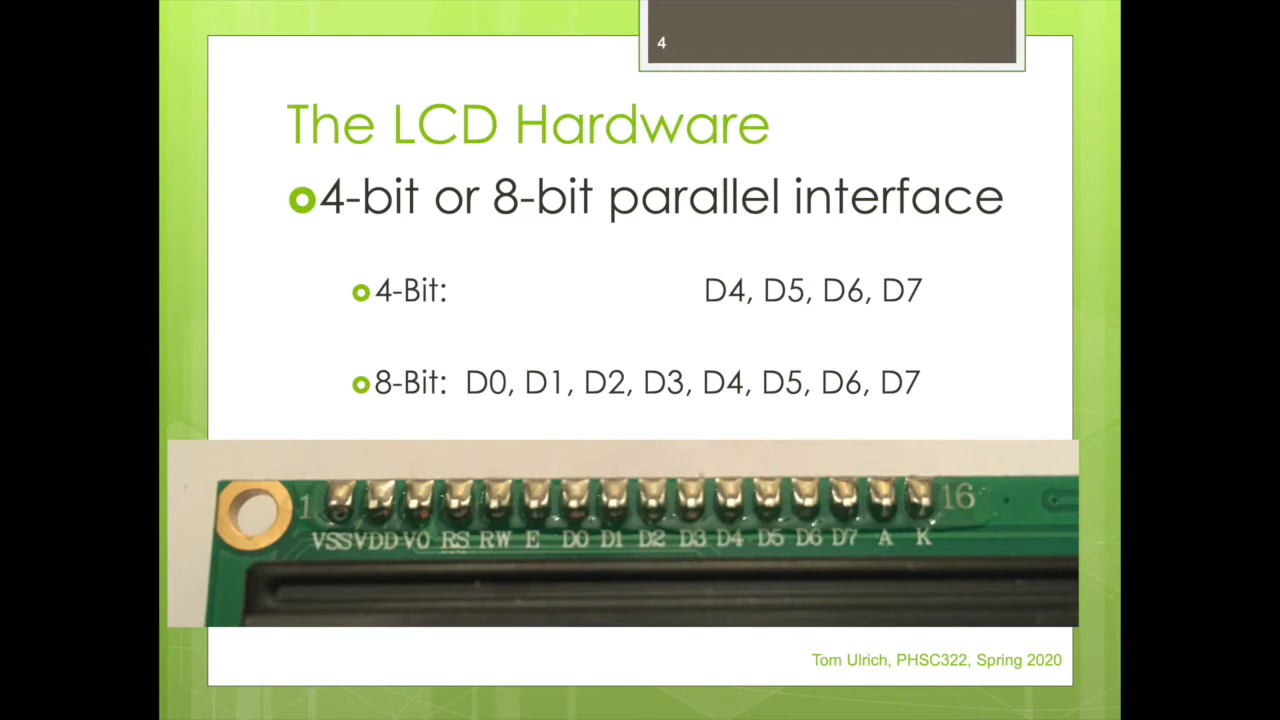 4
The LCD Hardware
4-bit or 8-bit parallel interface
4-Bit: D4, D5, D6, D7
8-Bit: D0, D1, D2, D3, D4, D5, D6, D7
1 16
VSS VDD V0 RS RW E D0 D1 D2 D3 D4 D5 D6 D7 A K
Tom Ulrich, PHSC322, Spring 2020